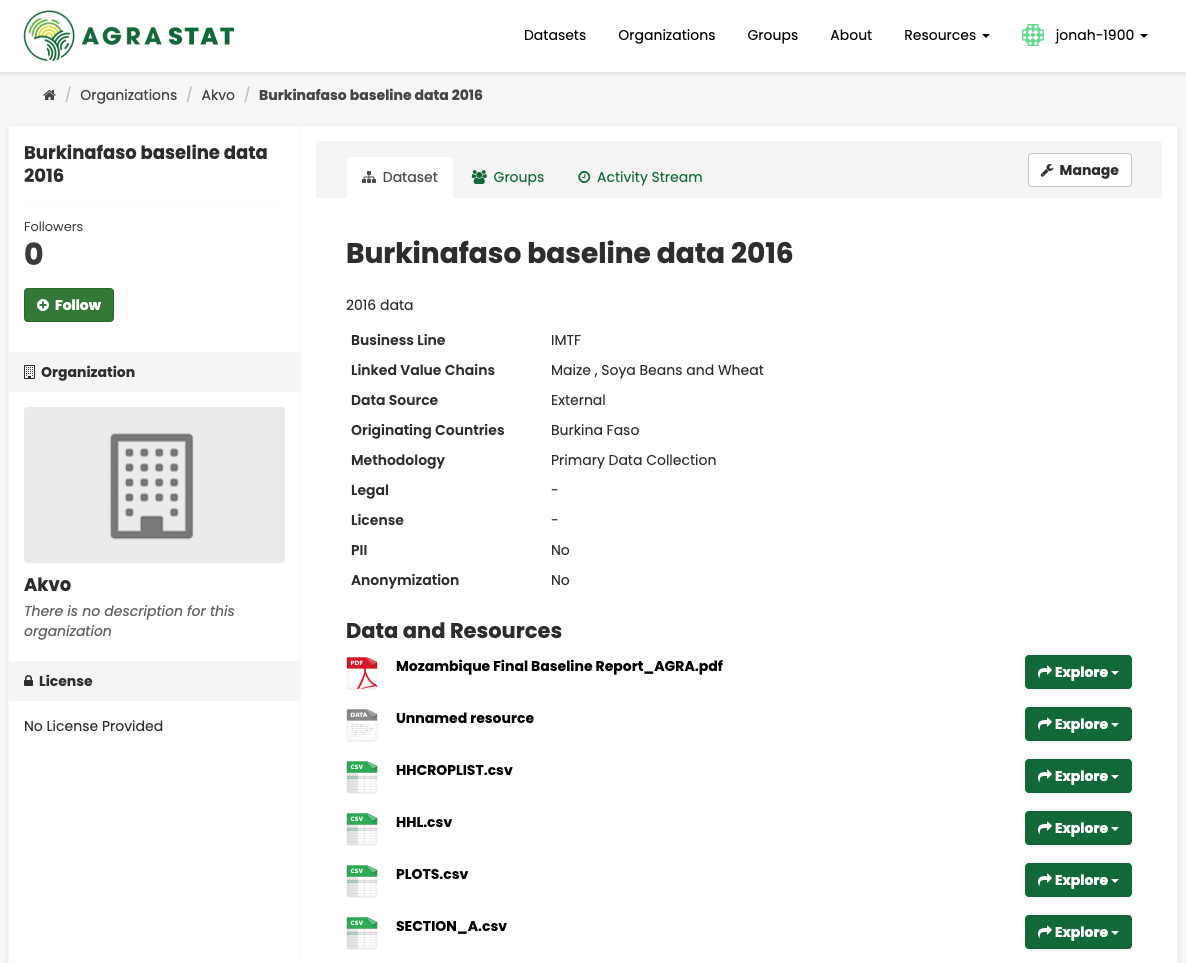 AGRA STAT
Datasets
Organizations
Groups
About
Resources
jonah-1900
/ Organizations / Akvo / Burkinafaso baseline data 2016
Burkinafaso baseline data
2016
Followers
0
Follow
Organization
Akvo
There is no description for this
organization
License
No License Provided
Dataset
Groups
Activity Stream
Manage
Burkinafaso baseline data 2016
2016 data
Business Line IMTF
Linked Value Chains Maize , Soya Beans and Wheat
Data Source External
Originating Countries Burkina Faso
Methodology Primary Data Collection
Legal -
License -
PII No
Anonymization No
Data and Resources
PDF Mozambique Final Baseline Report_AGRA.pdf Explore
DATA Unnamed resource Explore
CSV HHCROPLIST.csv Explore
CSV HHL.csv Explore
CSV PLOTS.csv Explore
CSV SECTION_A.csv Explore